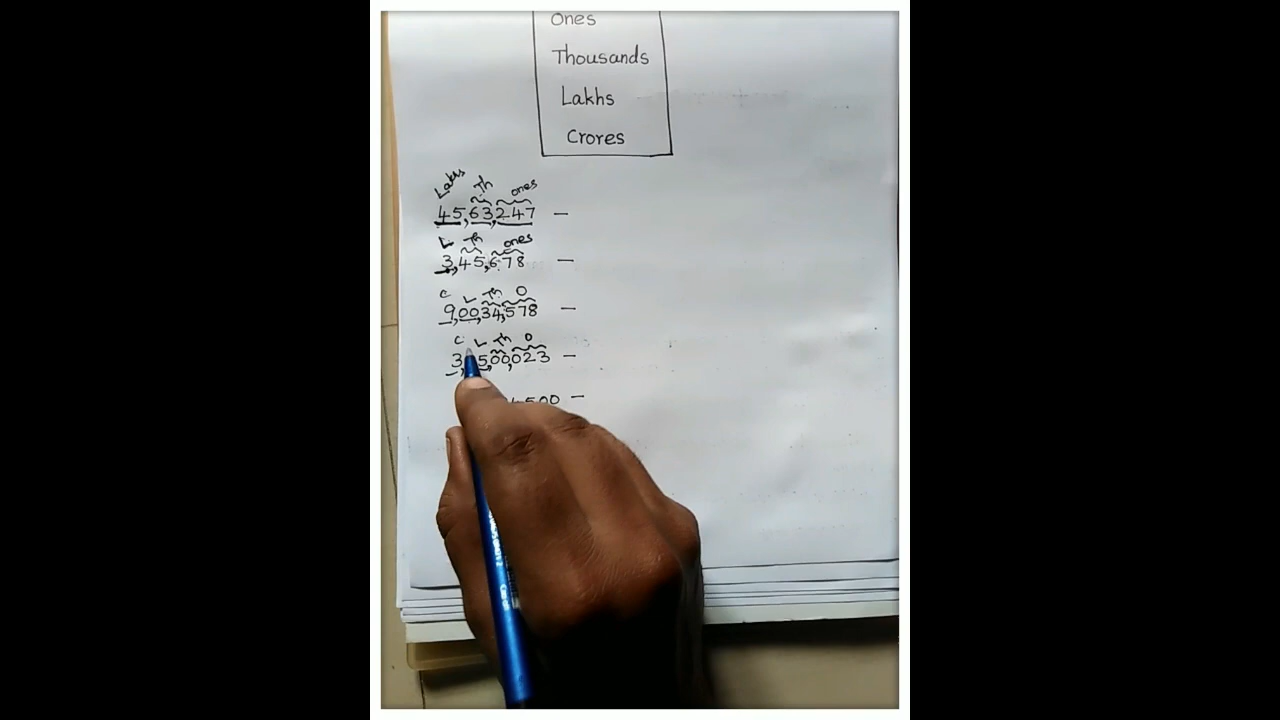 Ones
Thousands
Lakhs
Crores
Lakhs Th ones
45,63,247 —
L Th ones
3,45,678 —
C L Th O
9,00,34,578 —
C L Th O
3, 5,00,023 —
500 —